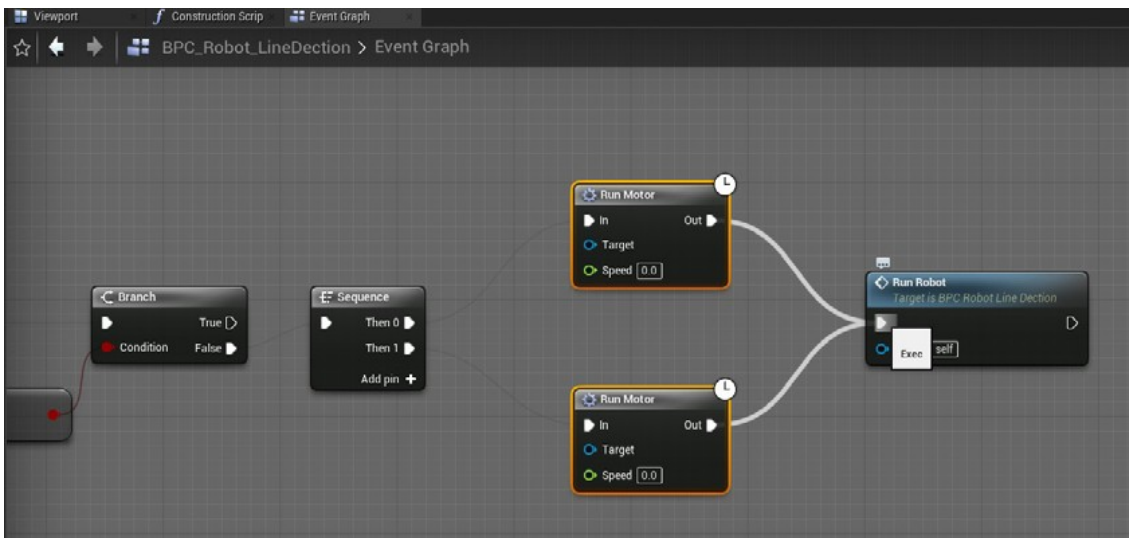 Viewport
Construction Scrip
Event Graph
BPC_Robot_LineDection > Event Graph
Branch
True
Condition
False
Sequence
Then 0
Then 1
Add pin +
Run Motor
In
Out
Target
Speed 0.0
Run Motor
In
Out
Target
Speed 0.0
Run Robot
Target is BPC Robot Line Dection
Exec
self